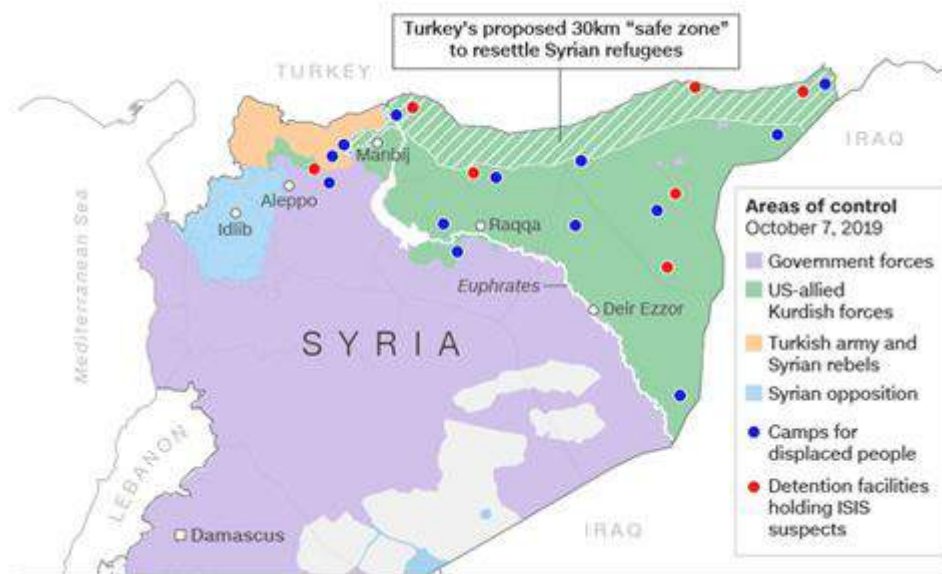 Turkey's proposed 30km "safe zone"
to resettle Syrian refugees
TURKEY
IRAQ
Manbij
Aleppo
Idlib
Raqqa
Mediterranean Sea
Euphrates
Deir Ezzor
SYRIA
LEBANON
Damascus
IRAQ
Areas of control
October 7, 2019
Government forces
US-allied
Kurdish forces
Turkish army and
Syrian rebels
Syrian opposition
Camps for
displaced people
Detention facilities
holding ISIS
suspects